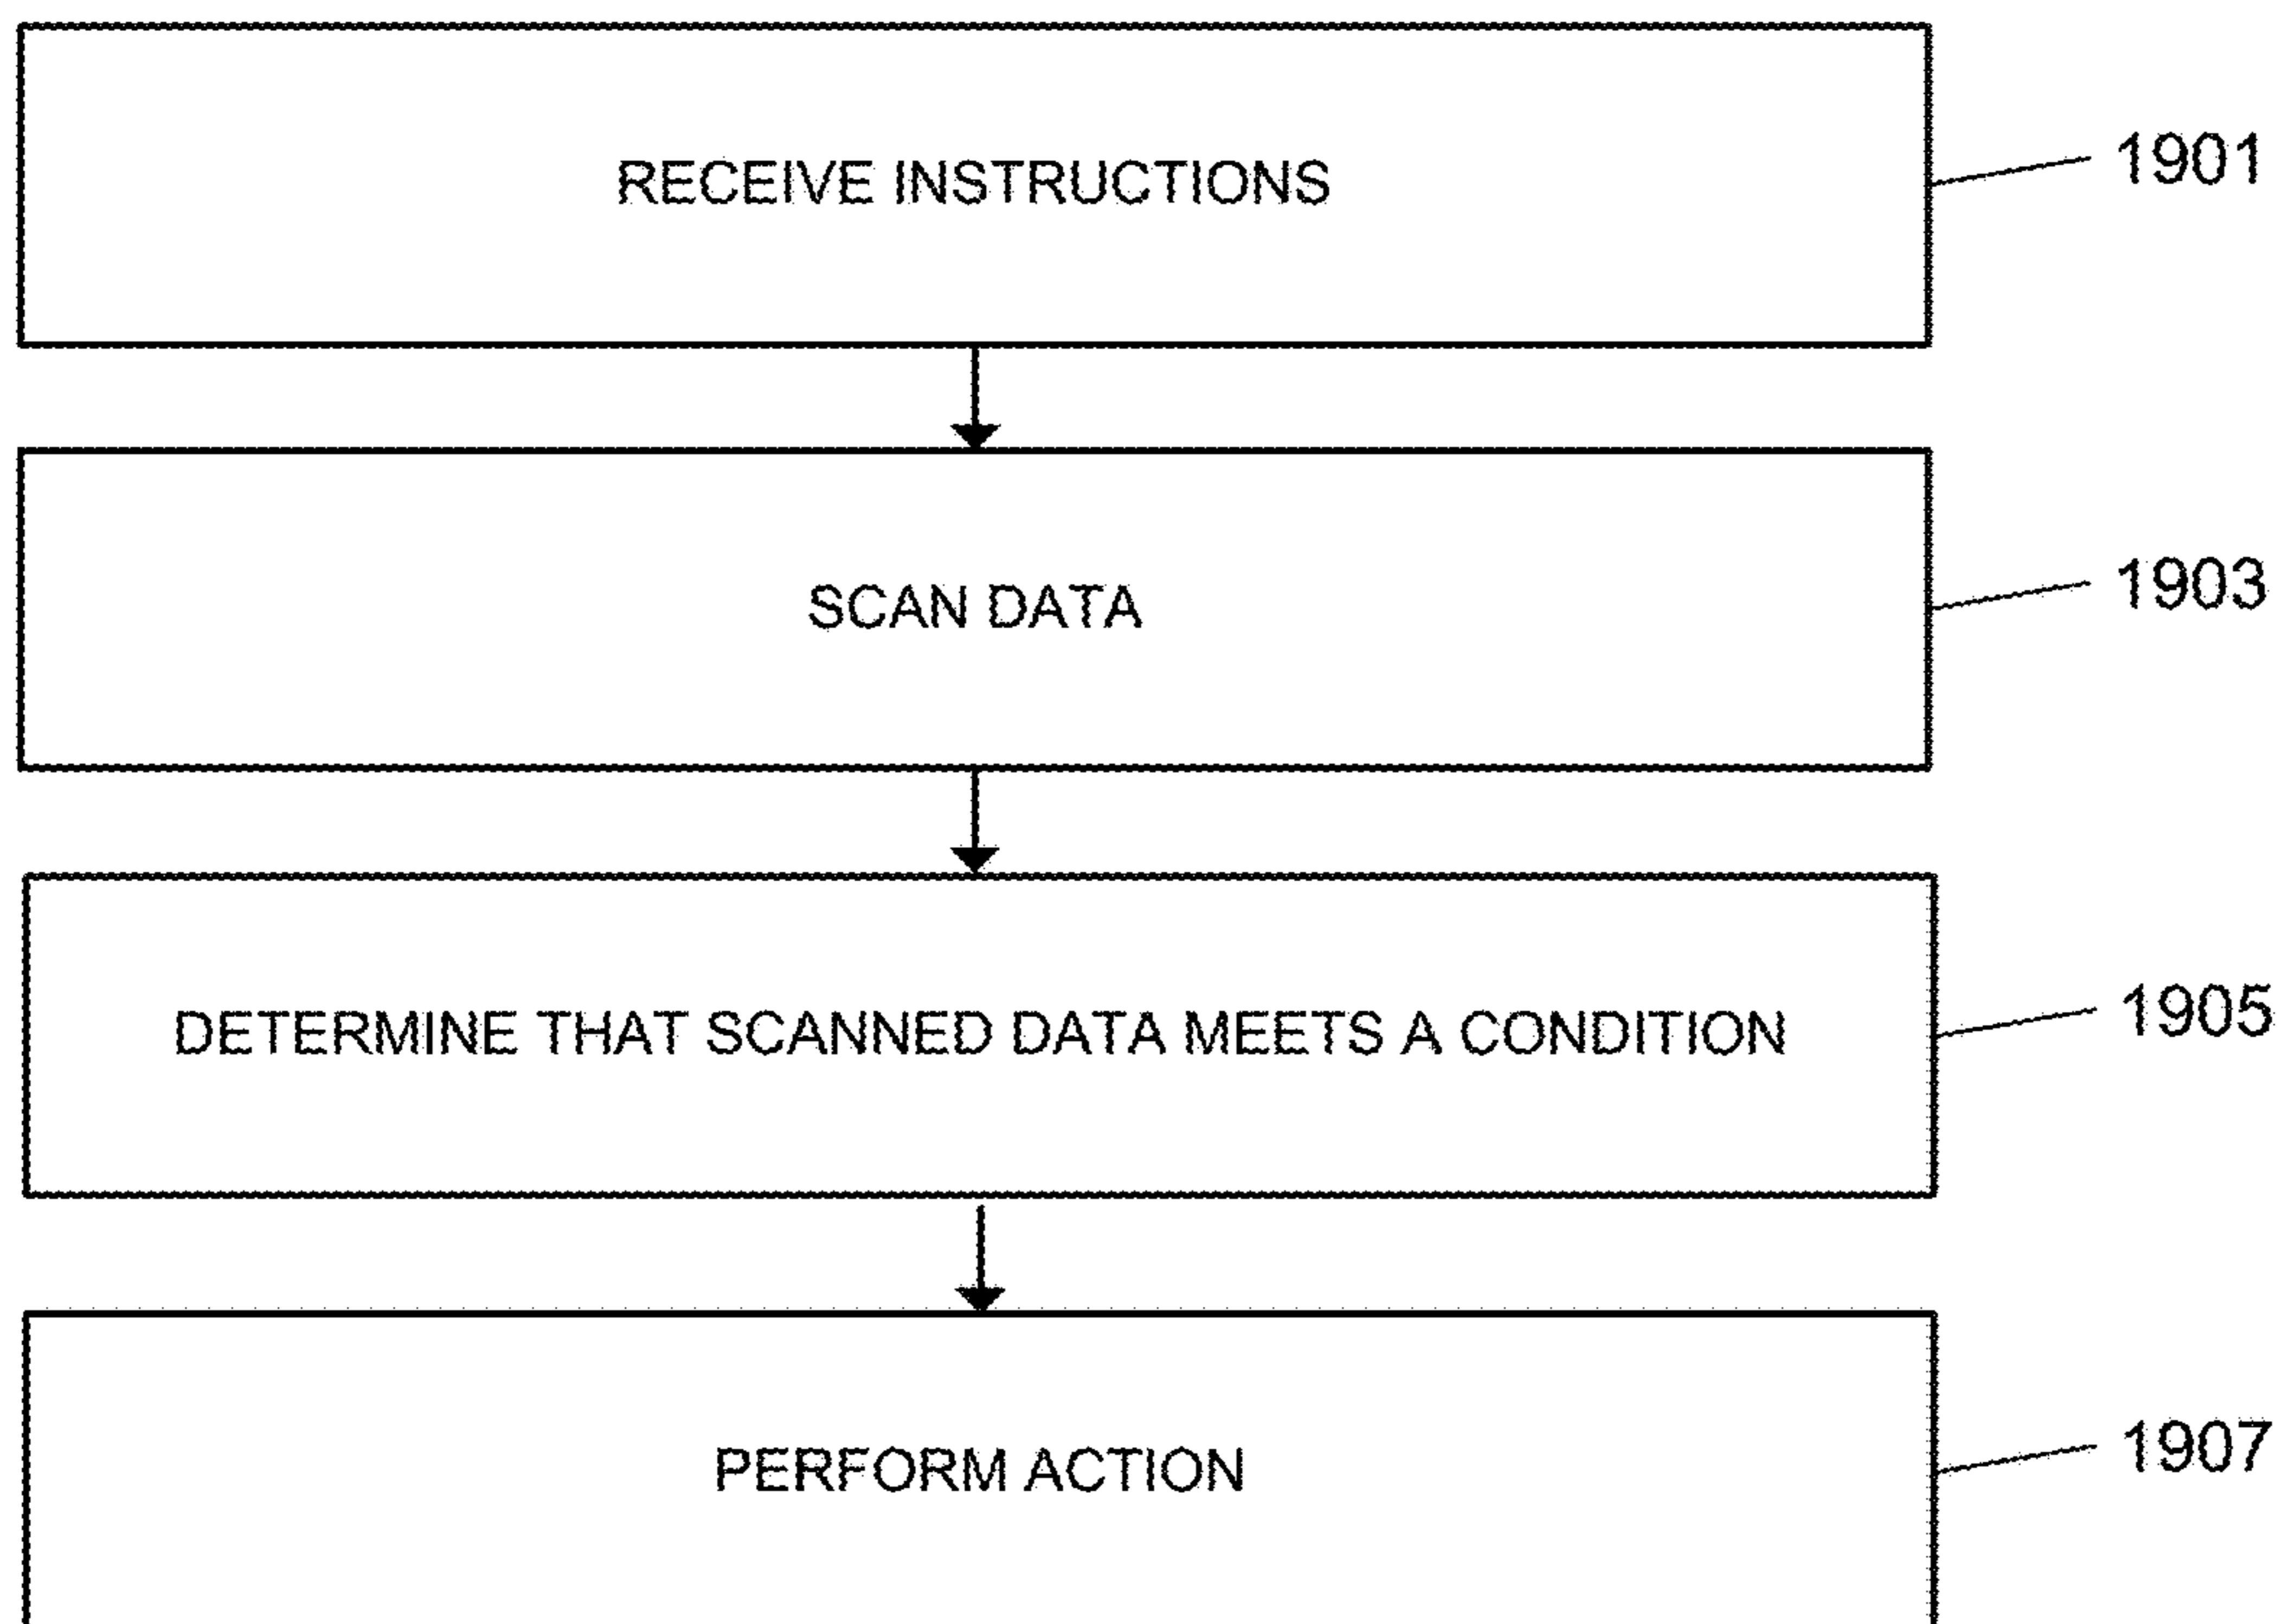 RECEIVE INSTRUCTIONS
1901
SCAN DATA
1903
DETERMINE THAT SCANNED DATA MEETS A CONDITION
1905
PERFORM ACTION
1907